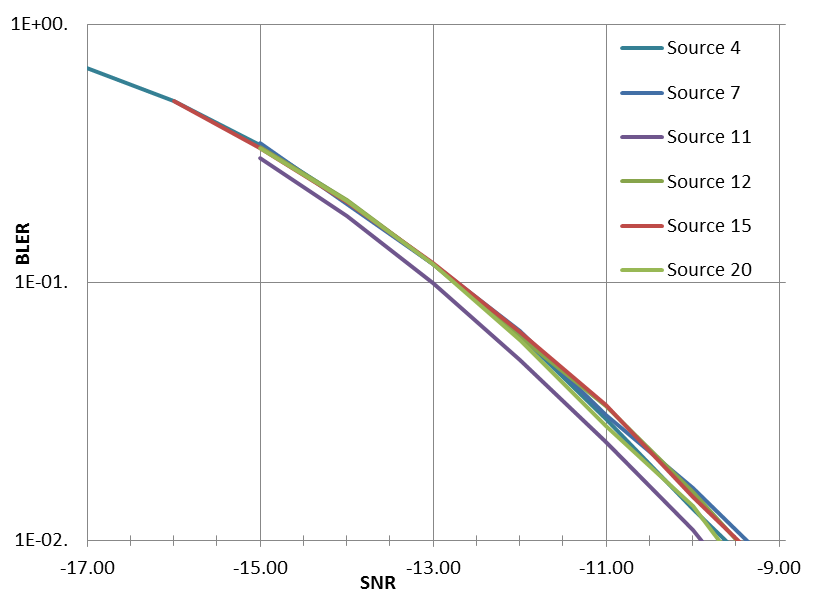 1E+00.
Source 4
Source 7
Source 11
Source 12
Source 15
Source 20
BLER
1E-01.
1E-02.
-17.00
-15.00
-13.00
-11.00
-9.00
SNR